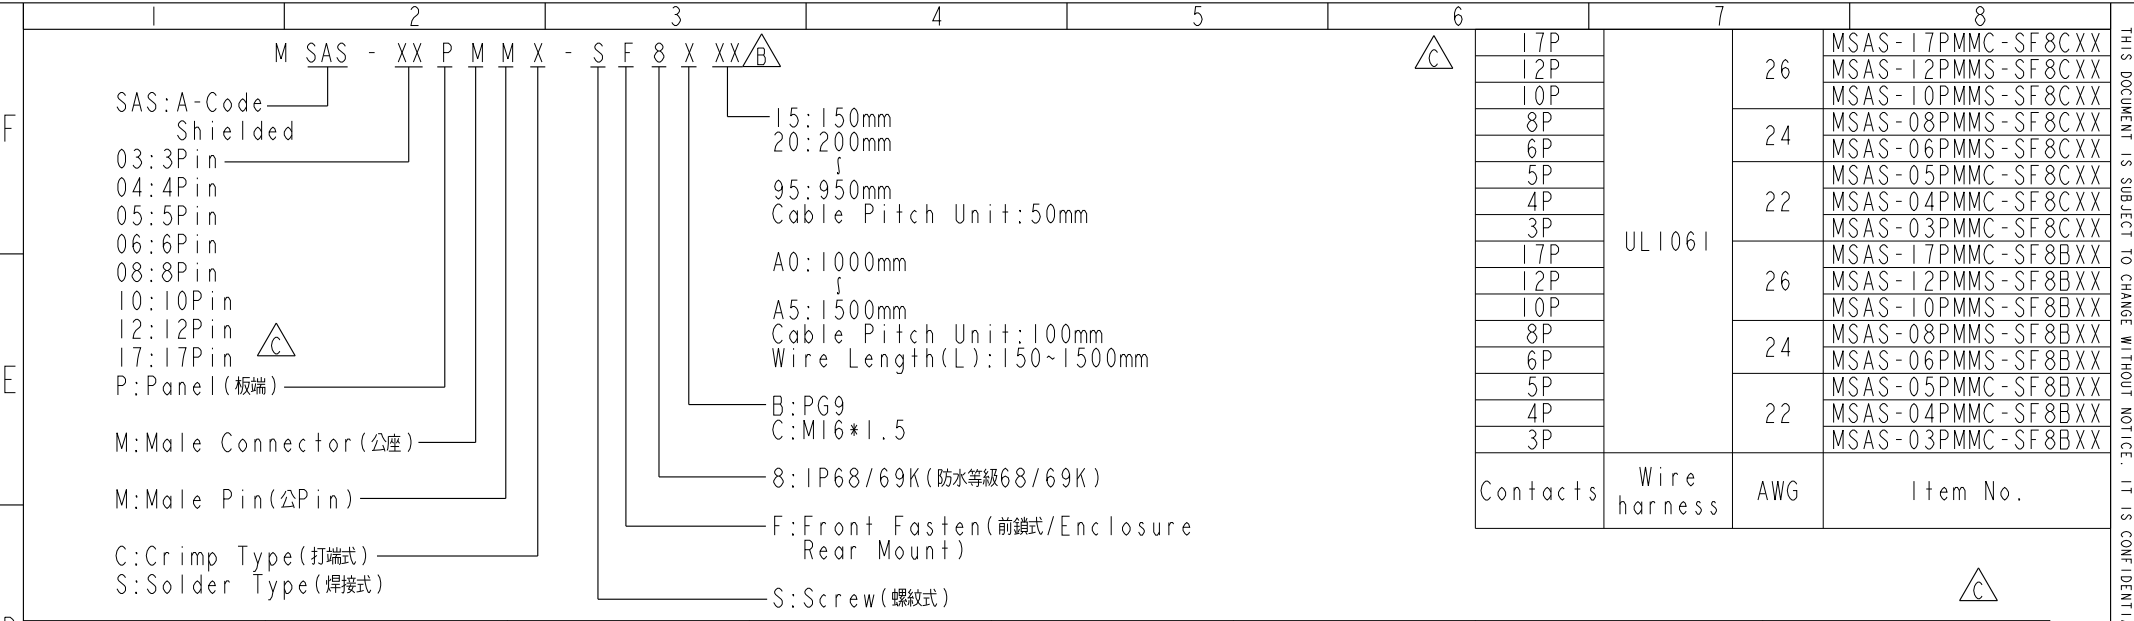 1 2 3 4 5 6 7 8
F
E
D
M SAS - XX P M M X - S F 8 X XX B
SAS:A-Code
Shielded
03:3Pin
04:4Pin
05:5Pin
06:6Pin
08:8Pin
10:10Pin
12:12Pin
17:17Pin C
P:Panel(板端)
M:Male Connector(公座)
M:Male Pin(公Pin)
C:Crimp Type(打端式)
S:Solder Type(焊接式)
15:150mm
20:200mm
∫
95:950mm
Cable Pitch Unit:50mm
A0:1000mm
∫
A5:1500mm
Cable Pitch Unit:100mm
Wire Length(L):150~1500mm
B:PG9
C:M16*1.5
8:IP68/69K(防水等級68/69K)
F:Front Fasten(前鎖式/Enclosure
Rear Mount)
S:Screw(螺紋式)
C
17P UL1061 26 MSAS-17PMMC-SF8CXX
12P MSAS-12PMMS-SF8CXX
10P MSAS-10PMMS-SF8CXX
8P 24 MSAS-08PMMS-SF8CXX
6P MSAS-06PMMS-SF8CXX
5P 22 MSAS-05PMMC-SF8CXX
4P MSAS-04PMMC-SF8CXX
3P MSAS-03PMMC-SF8CXX
17P 26 MSAS-17PMMC-SF8BXX
12P MSAS-12PMMS-SF8BXX
10P MSAS-10PMMS-SF8BXX
8P 24 MSAS-08PMMS-SF8BXX
6P MSAS-06PMMS-SF8BXX
5P 22 MSAS-05PMMC-SF8BXX
4P MSAS-04PMMC-SF8BXX
3P MSAS-03PMMC-SF8BXX
Contacts Wire harness AWG Item No.
C
THIS DOCUMENT IS SUBJECT TO CHANGE WITHOUT NOTICE. IT IS CONFIDENTI